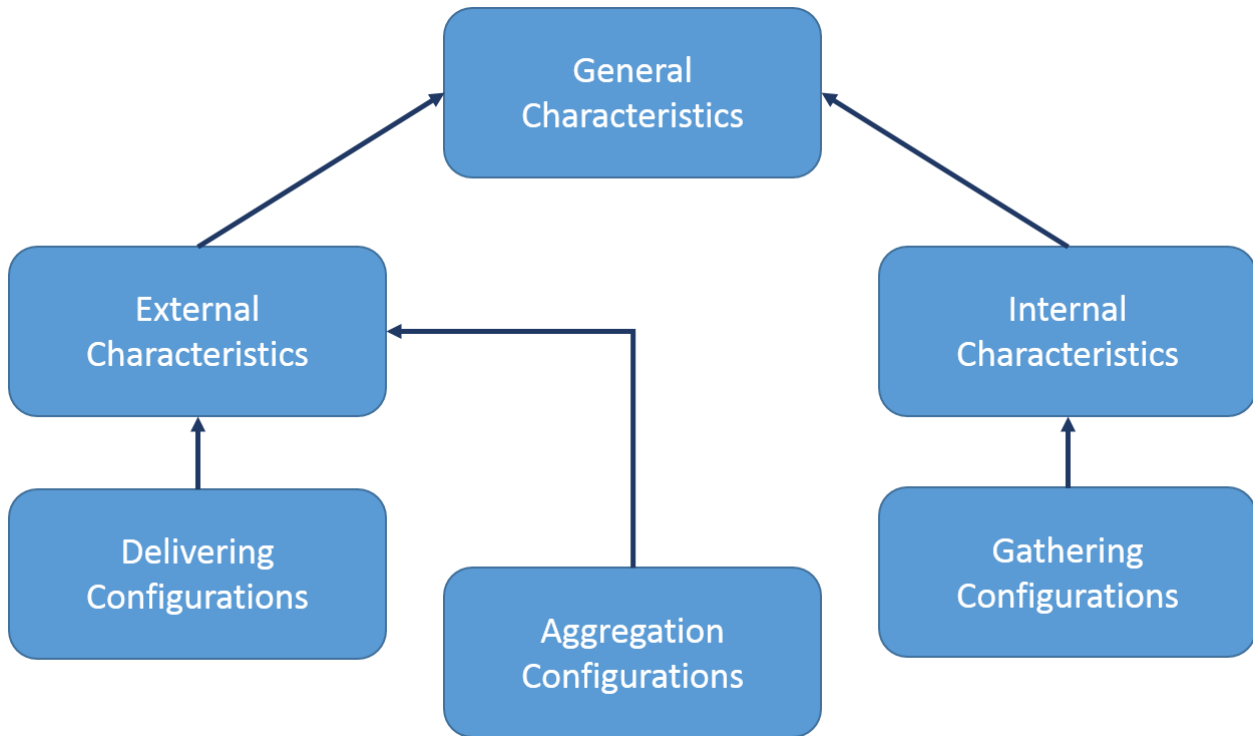 General
Characteristics
External
Characteristics
Internal
Characteristics
Delivering
Configurations
Aggregation
Configurations
Gathering
Configurations